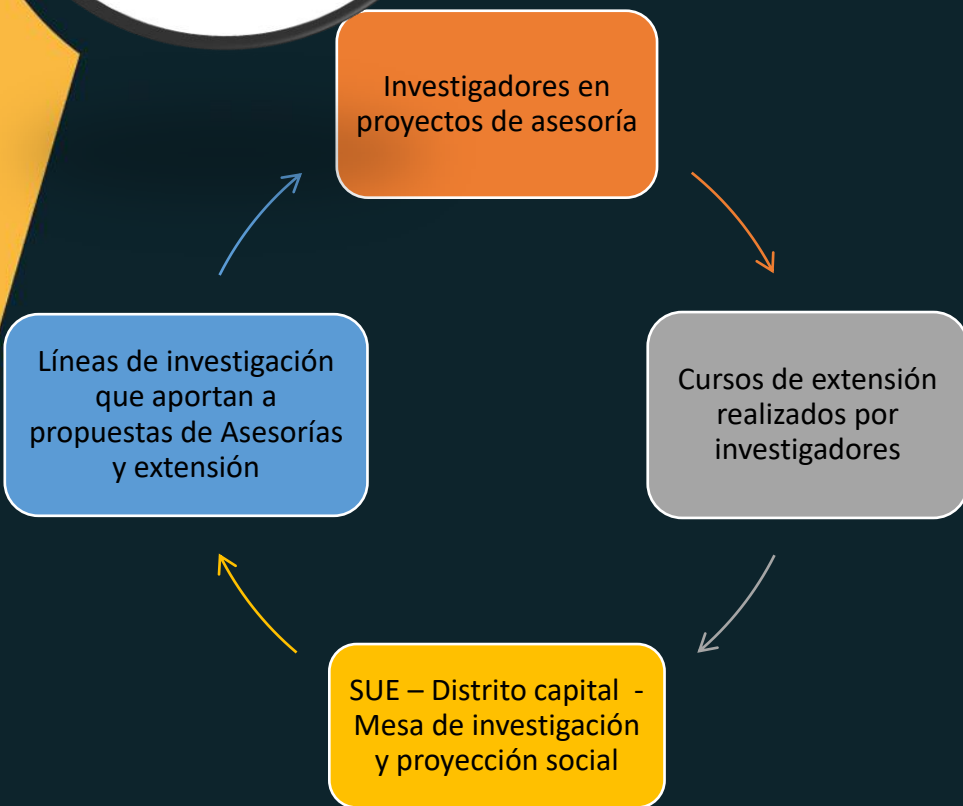 Investigadores en
proyectos de asesoría
Cursos de extensión
realizados por
investigadores
SUE – Distrito capital -
Mesa de investigación
y proyección social
Líneas de investigación
que aportan a
propuestas de Asesorías
y extensión